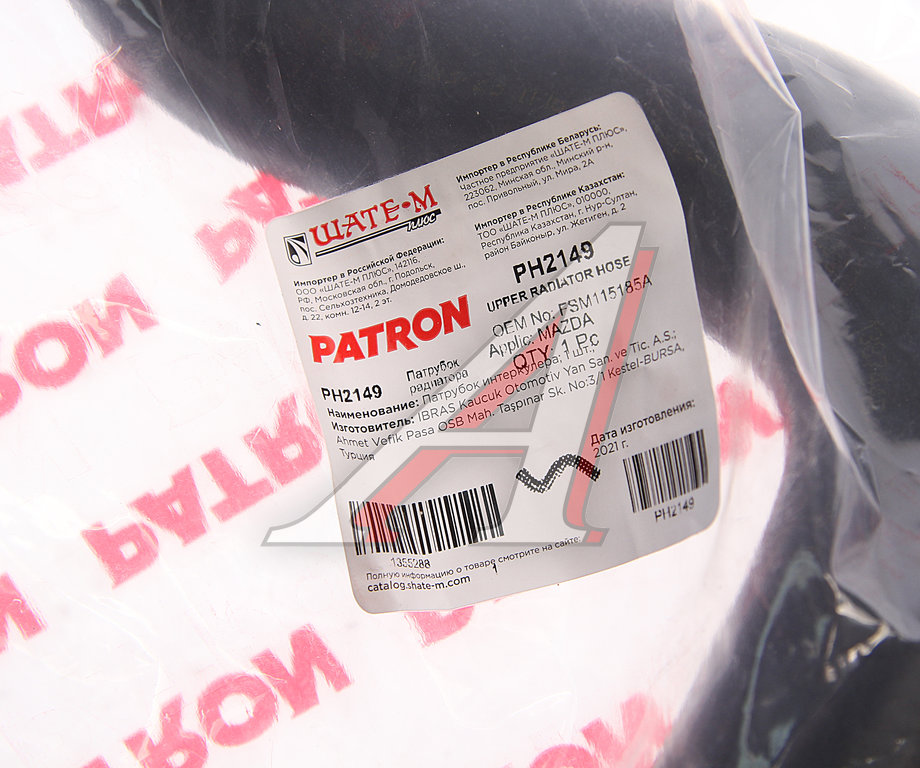 ШАТЕ-М
ПЛЮС
Импортер в Российской Федерации:
ООО «ШАТЕ-М ПЛЮС», 142116,
РФ, Московская обл., г. Подольск,
пос. Сельхозтехника, Домодедовское ш.,
д. 22, комн. 12-14, 2 эт.
Импортер в Республике Беларусь:
Частное предприятие «ШАТЕ-М ПЛЮС»,
223062, Минская обл., Минский р-н,
пос. Привольный, ул. Мира, 2А
Импортер в Республике Казахстан:
ТОО «ШАТЕ-М ПЛЮС», 010000,
Республика Казахстан, г. Нур-Султан,
район Байконыр, ул. Жетиген, д. 2
PATRON
PH2149
UPPER RADIATOR HOSE
OEM No: FSM115185A
Applic: MAZDA
QTY: 1 Pc
PH2149
Патрубок
радиатора
Наименование: Патрубок интеркулера, 1 шт.,
Изготовитель: IBRAS Kaucuk Otomotiv Yan San. ve Tic. A.S.;
Ahmet Vefik Pasa OSB Mah. Taşpınar Sk. No:3/1 Kestel-BURSA,
Турция
Дата изготовления:
2021 г.
1355288
PH2149
Полную информацию о товаре смотрите на сайте:
catalog.shate-m.com
1
PATRON
PATRON
PATRON